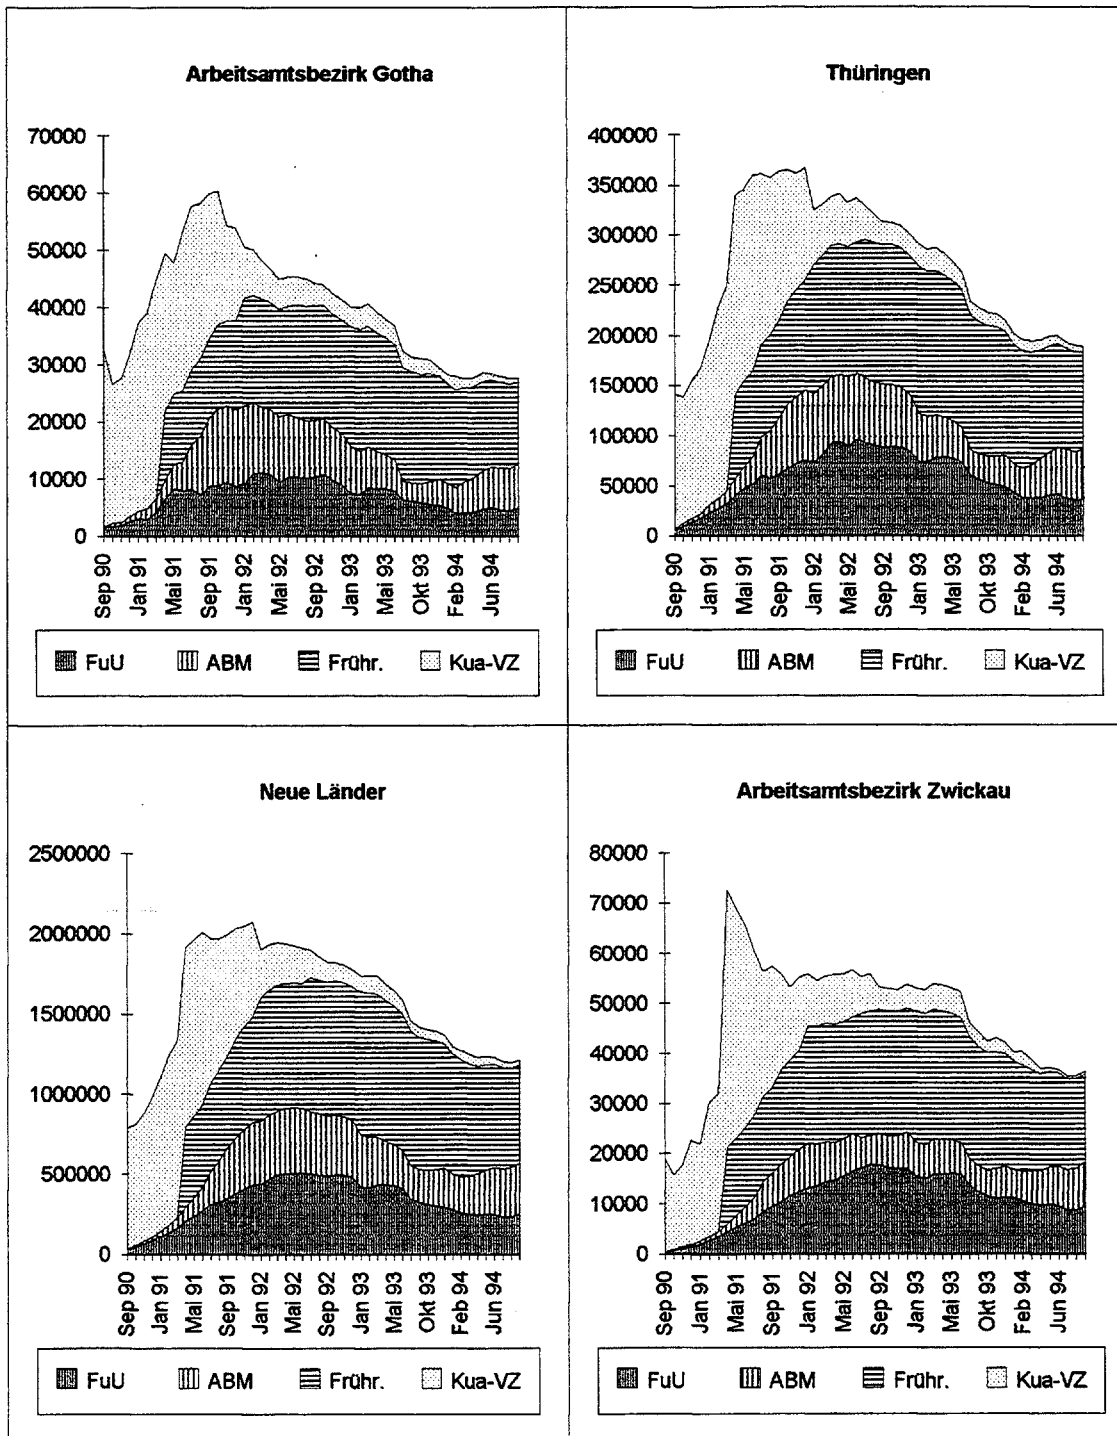 Arbeitsamtsbezirk Gotha
70000
60000
50000
40000
30000
20000
10000
0
Sep 90
Jan 91
Mai 91
Sep 91
Jan 92
Mai 92
Sep 92
Jan 93
Mai 93
Okt 93
Feb 94
Jun 94
FuU ABM Frühr. Kua-VZ
Thüringen
400000
350000
300000
250000
200000
150000
100000
50000
0
Sep 90
Jan 91
Mai 91
Sep 91
Jan 92
Mai 92
Sep 92
Jan 93
Mai 93
Okt 93
Feb 94
Jun 94
FuU ABM Frühr. Kua-VZ
Neue Länder
2500000
2000000
1500000
1000000
500000
0
Sep 90
Jan 91
Mai 91
Sep 91
Jan 92
Mai 92
Sep 92
Jan 93
Mai 93
Okt 93
Feb 94
Jun 94
FuU ABM Frühr. Kua-VZ
Arbeitsamtsbezirk Zwickau
80000
70000
60000
50000
40000
30000
20000
10000
0
Sep 90
Jan 91
Mai 91
Sep 91
Jan 92
Mai 92
Sep 92
Jan 93
Mai 93
Okt 93
Feb 94
Jun 94
FuU ABM Frühr. Kua-VZ